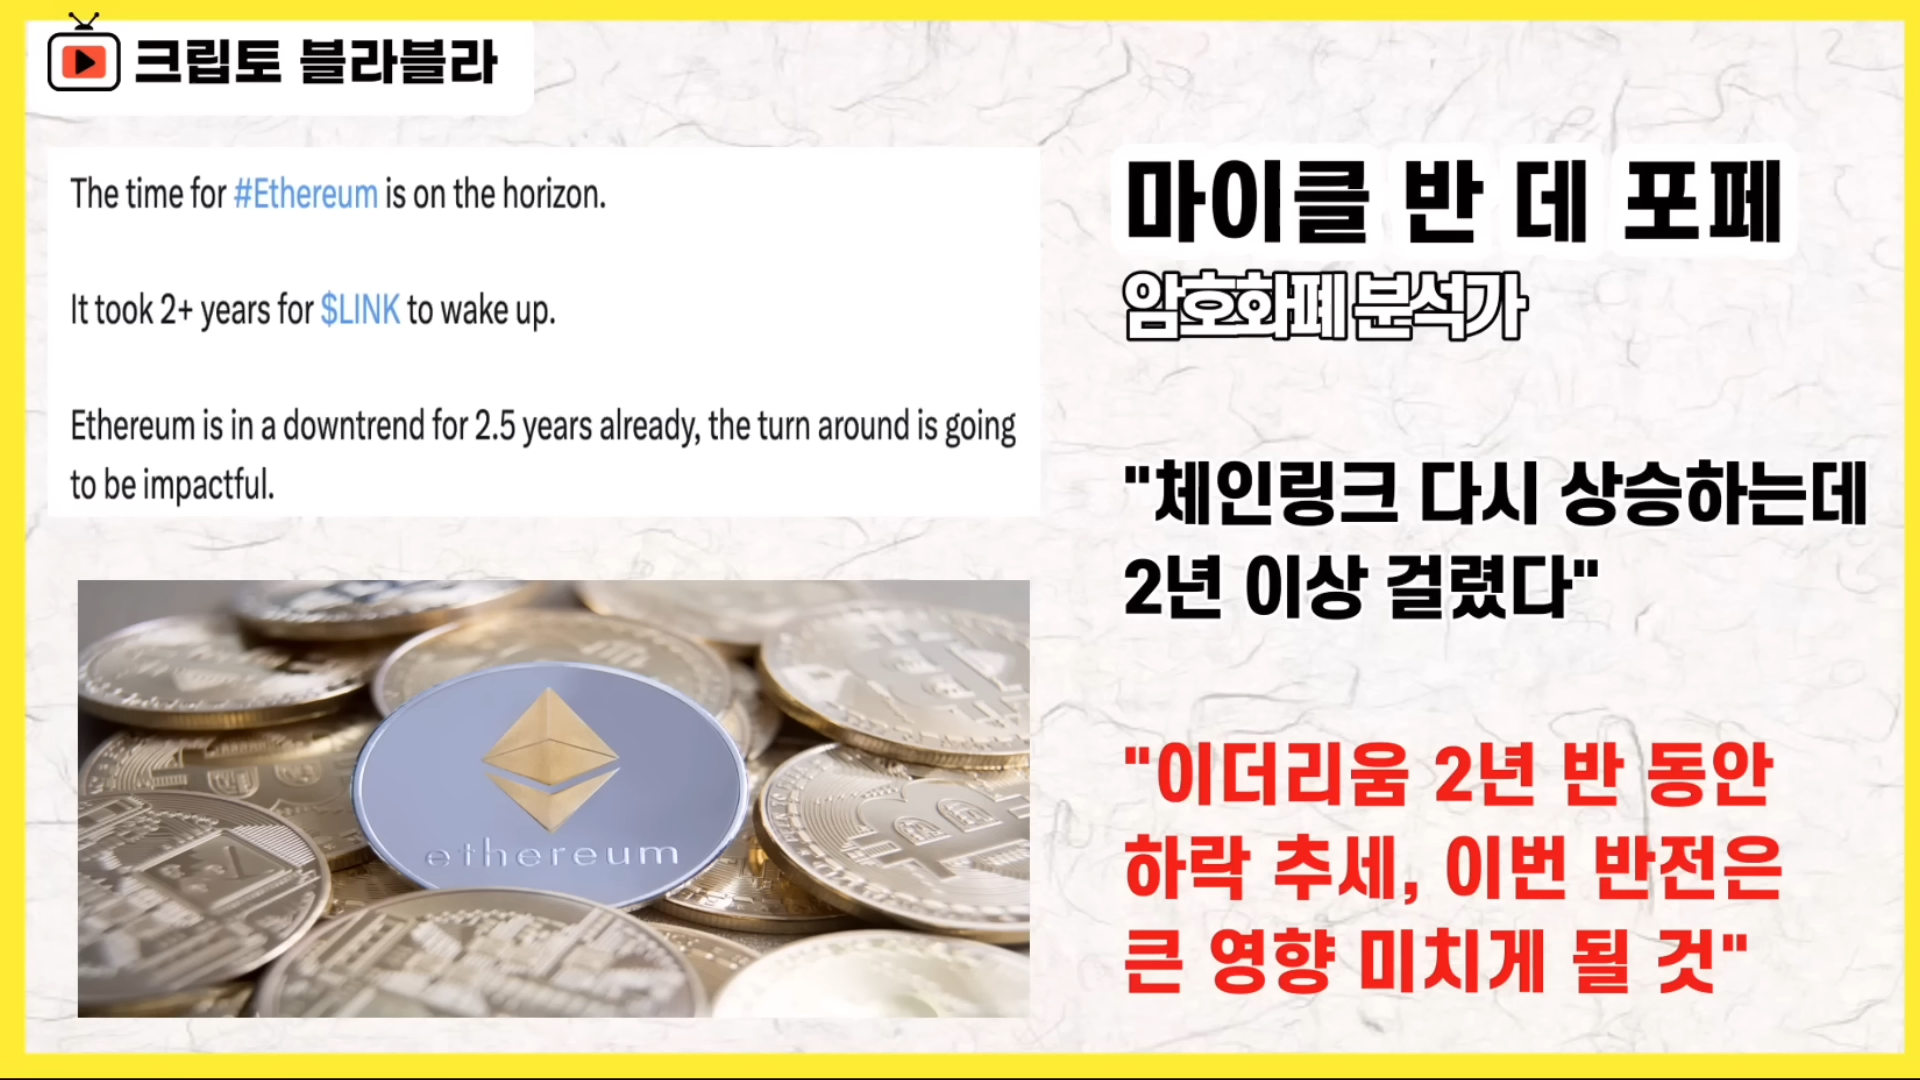 크립토 블라블라
The time for #Ethereum is on the horizon.
It took 2+ years for $LINK to wake up.
Ethereum is in a downtrend for 2.5 years already, the turn around is going
to be impactful.
ethereum
마이클 반 데 포페
암호화폐 분석가
"체인링크 다시 상승하는데
2년 이상 걸렸다"
"이더리움 2년 반 동안
하락 추세, 이번 반전은
큰 영향 미치게 될 것"